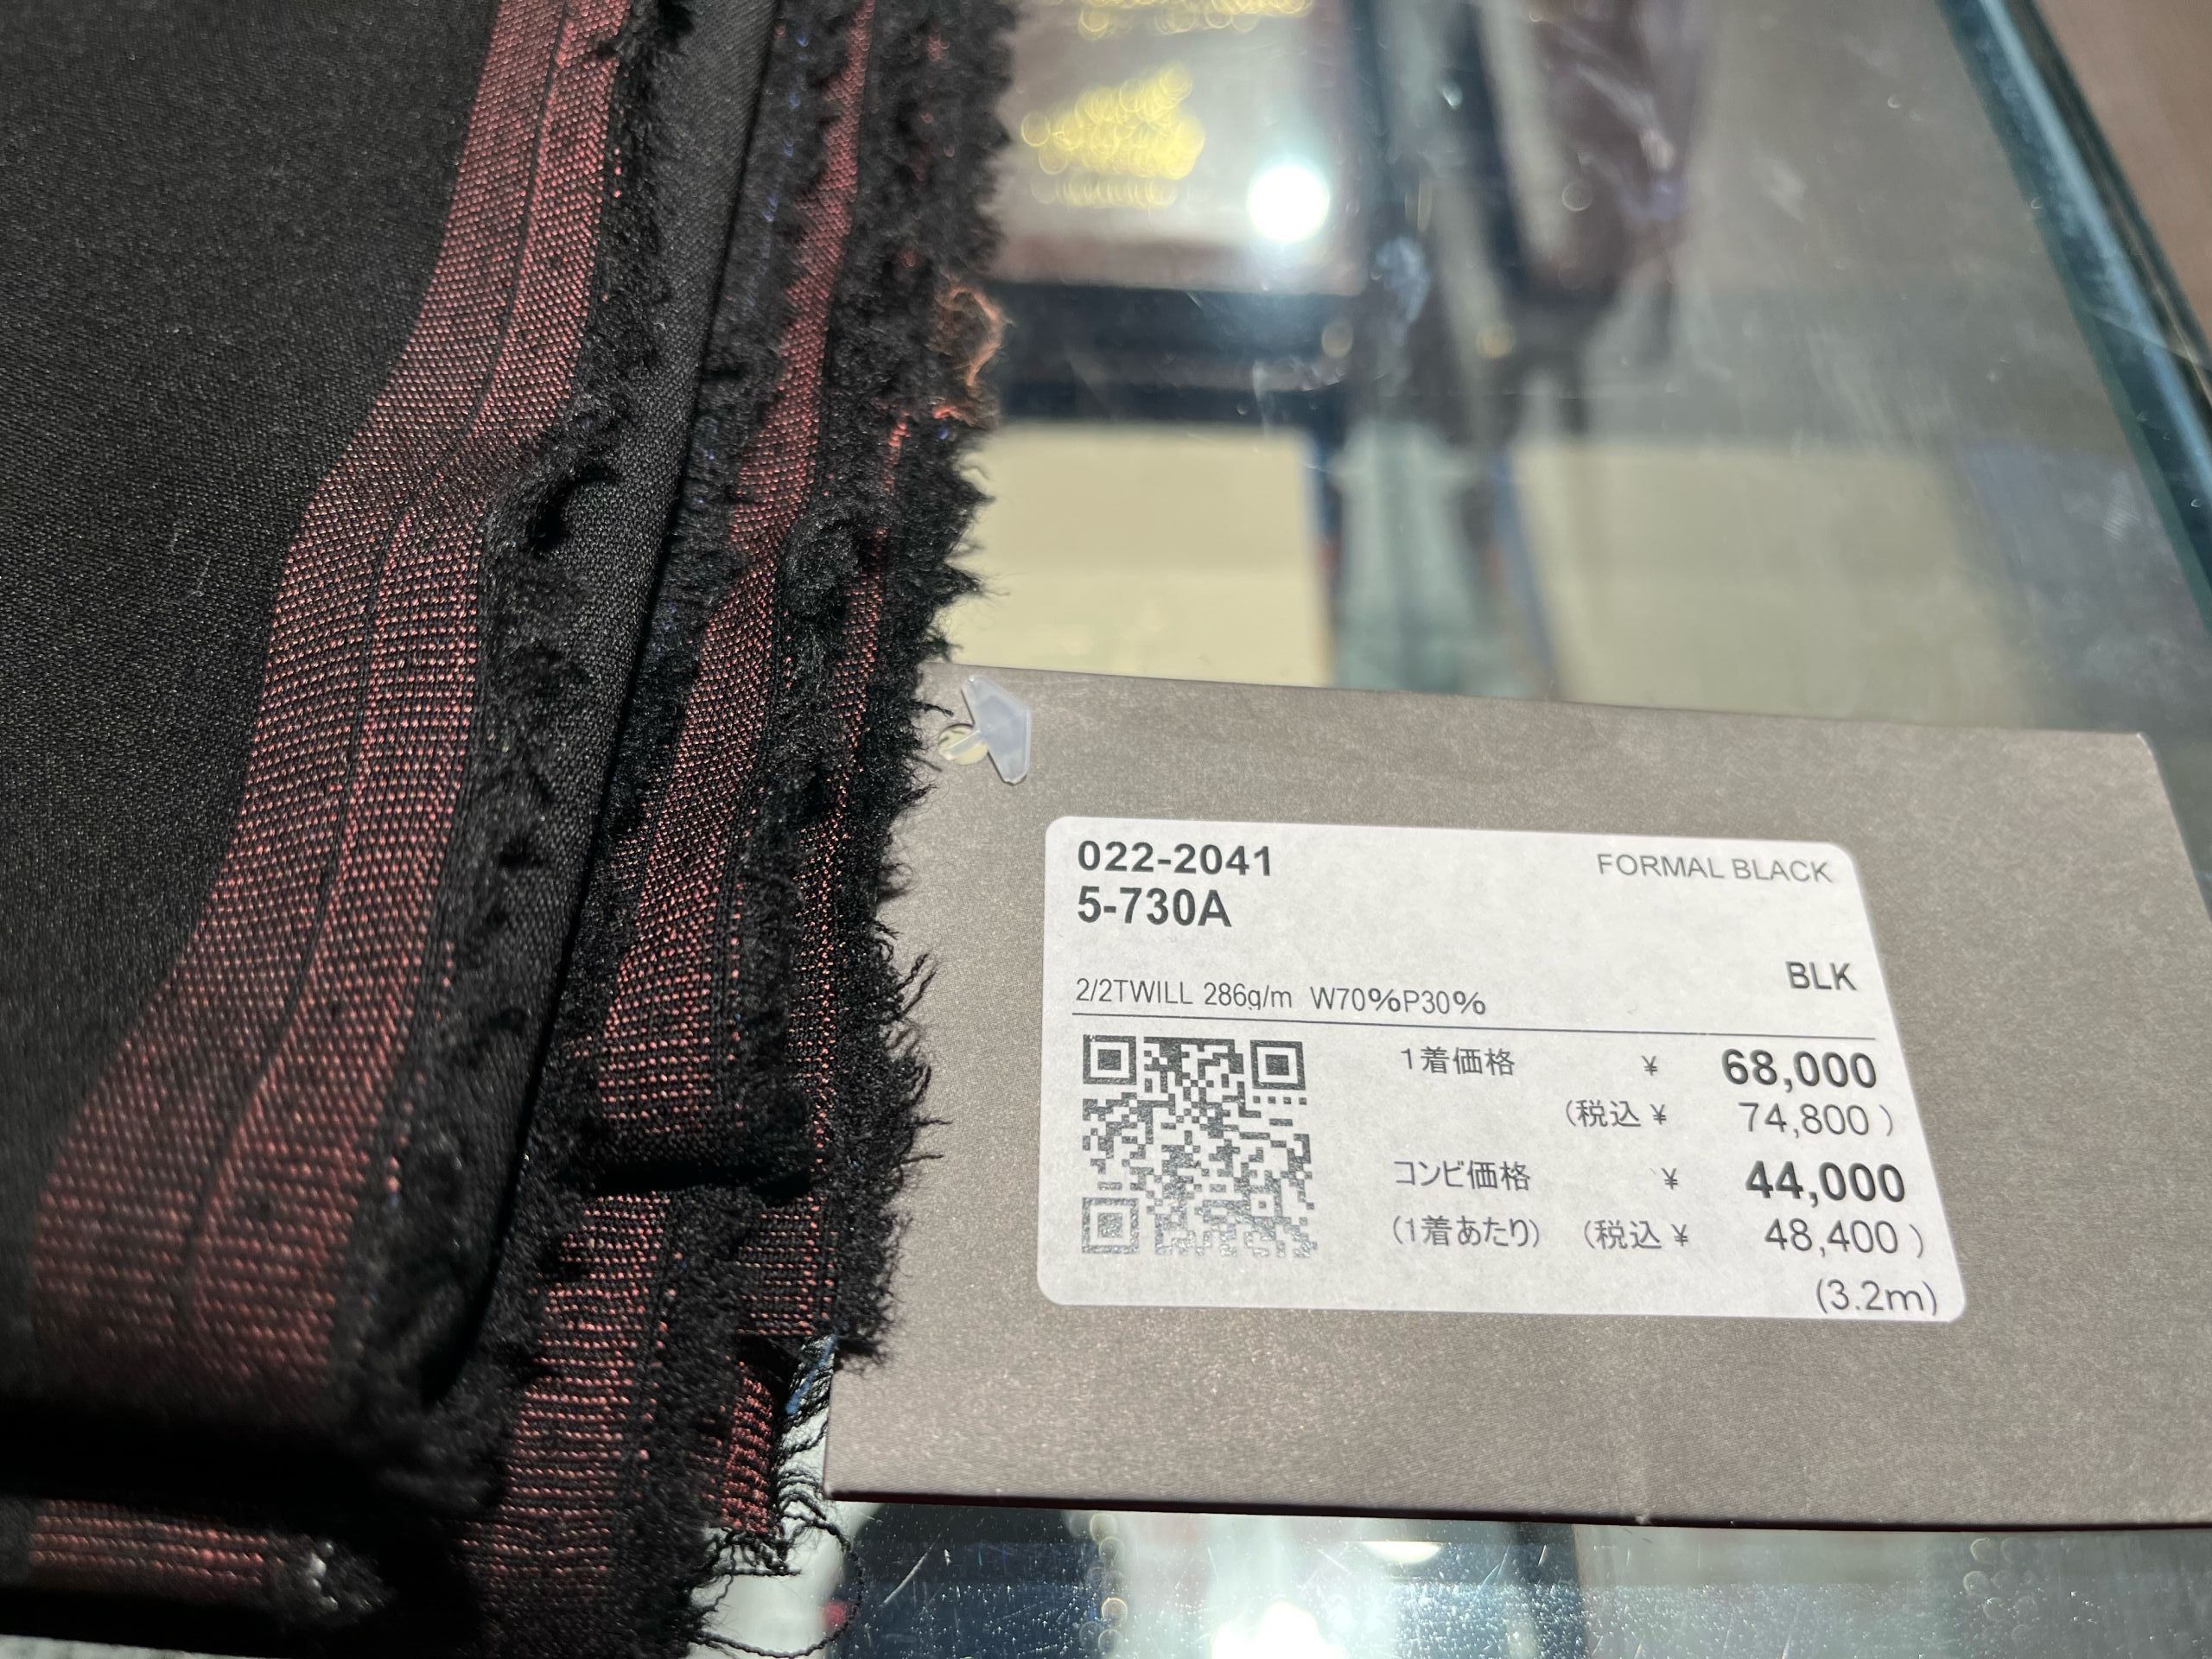 022-2041 FORMAL BLACK
5-730A
BLK
2/2TWILL 286g/m W70%P30%
1着価格 ¥ 68,000
(税込 ¥ 74,800 )
コンビ価格 ¥ 44,000
(1着あたり) (税込 ¥ 48,400 )
(3.2m)